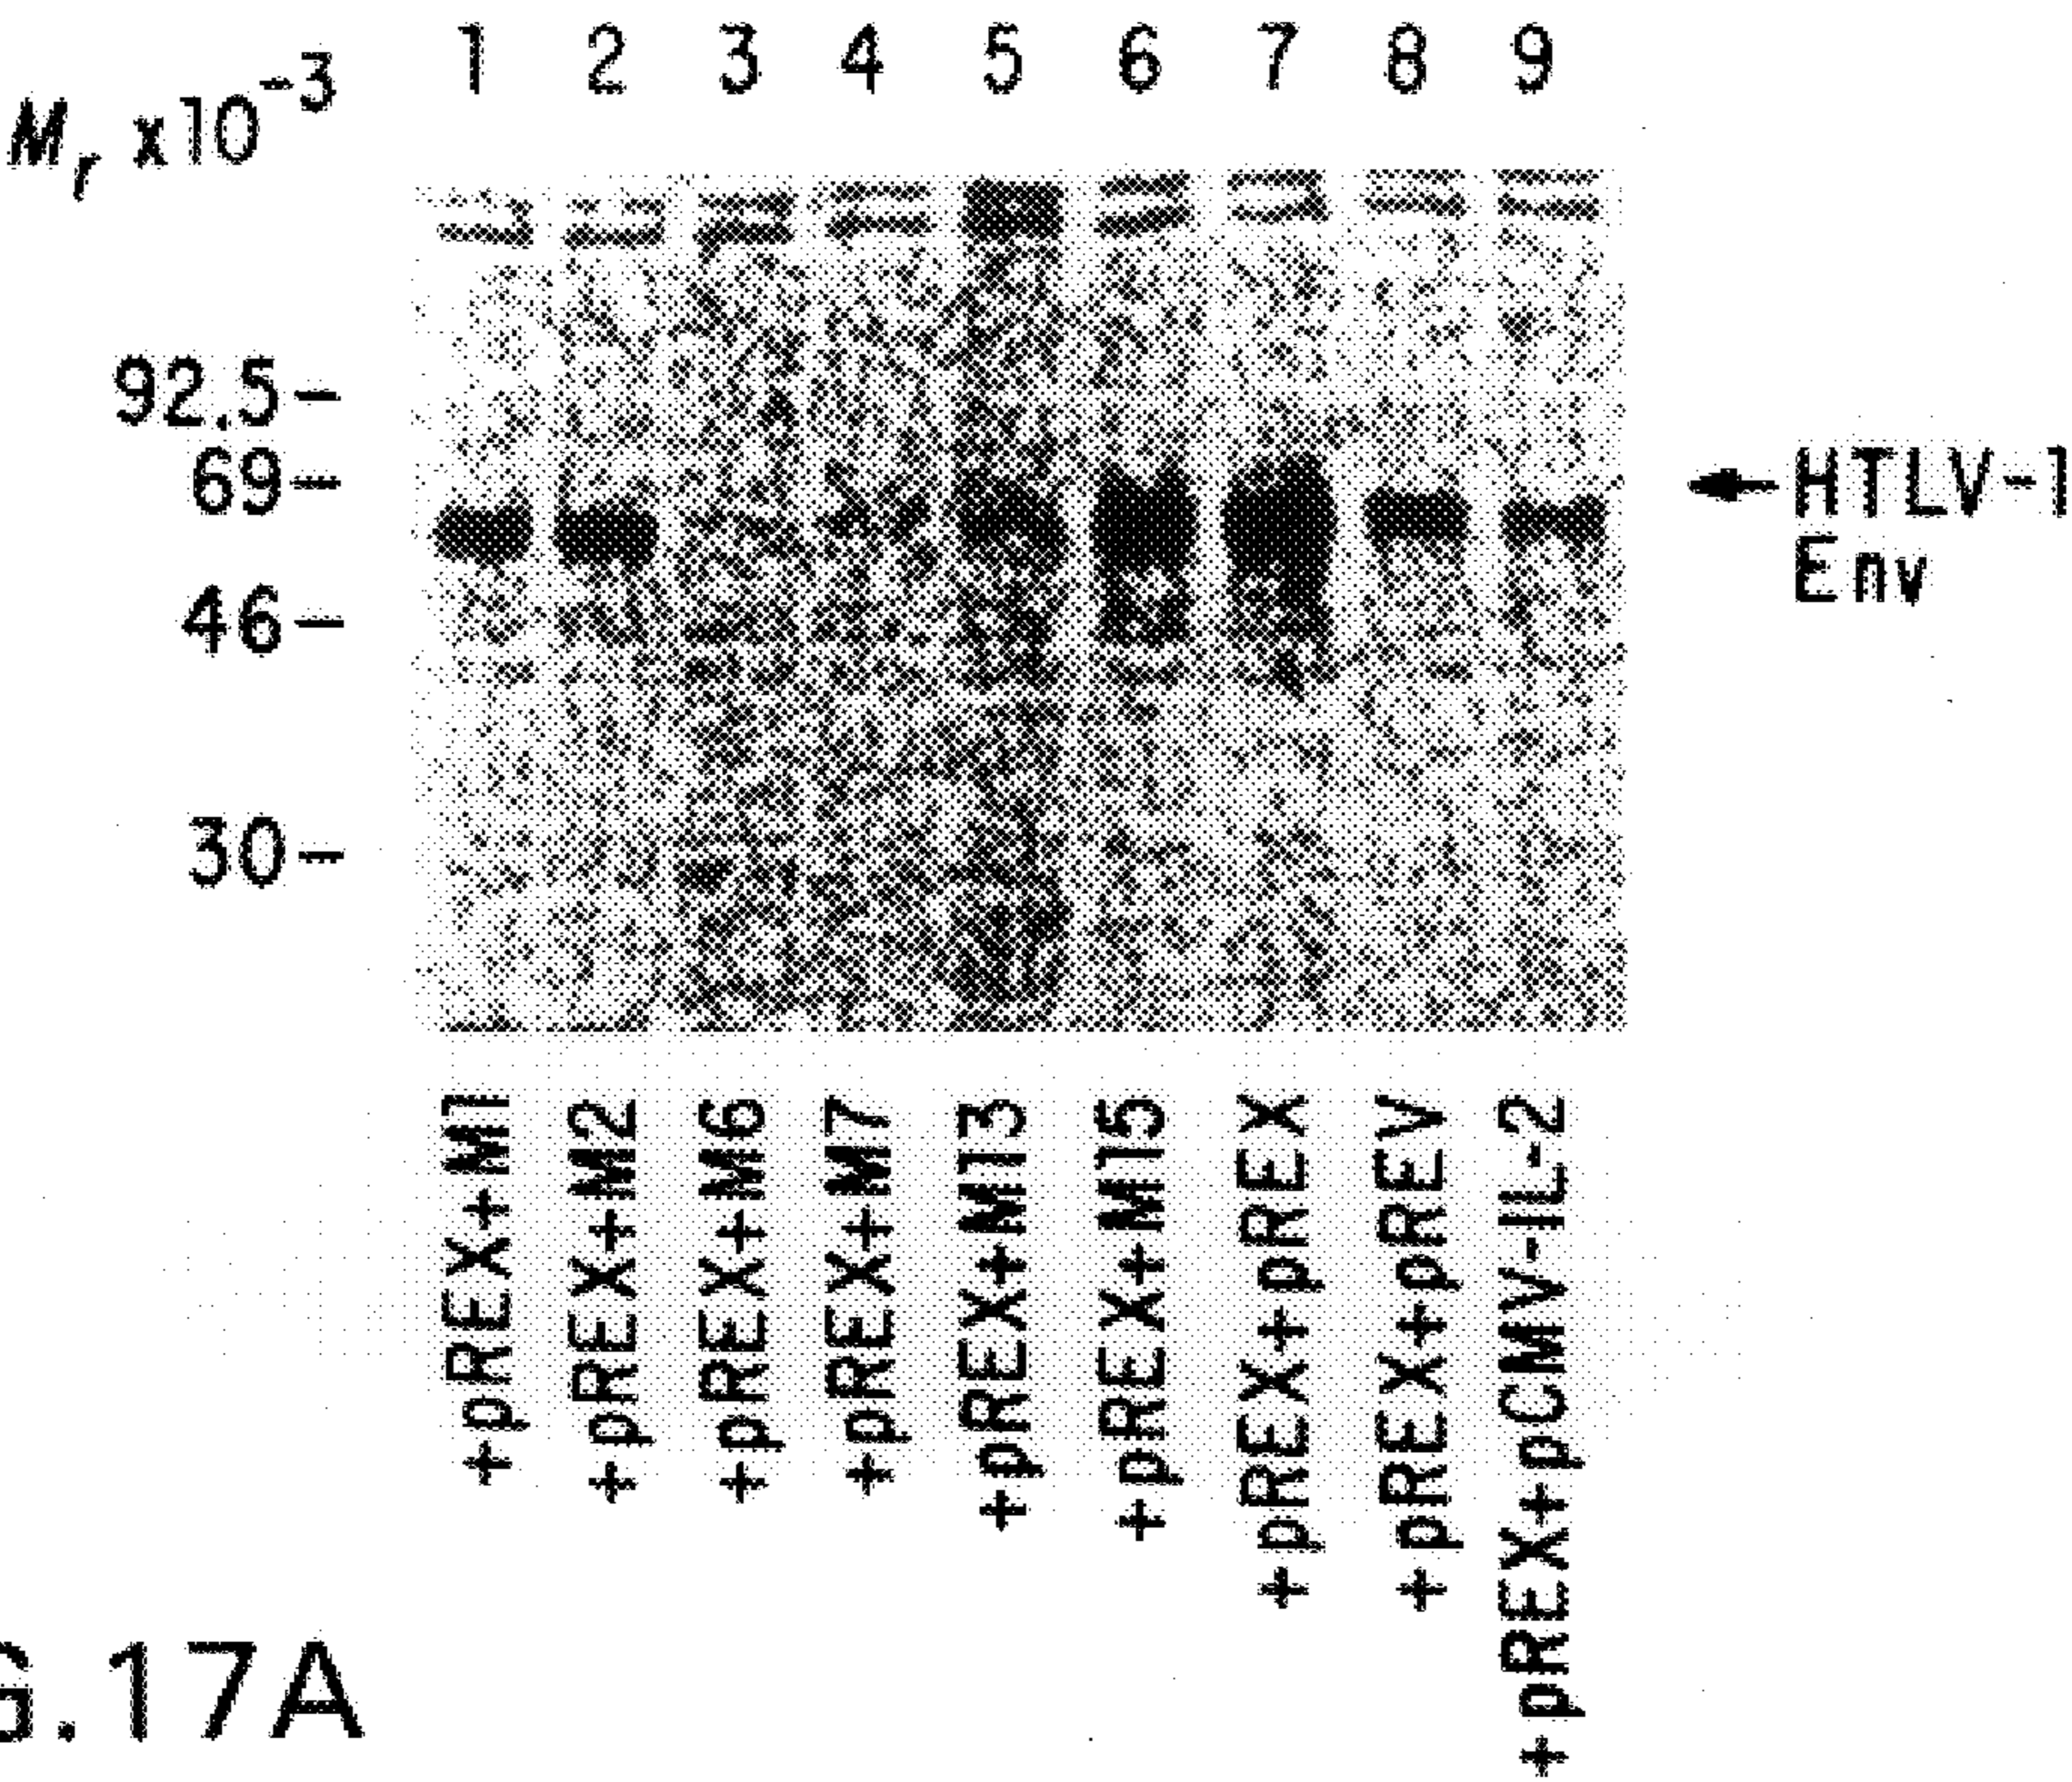 1 2 3 4 5 6 7 8 9
Mr x10-3
92.5-
69-
46-
30-
HTLV-1
Env
+pREX+M1
+pREX+M2
+pREX+M6
+pREX+M7
+pREX+M13
+pREX+M15
+pREX+pREX
+pREX+pREV
+pREX+pCMV-IL-2
G.17A